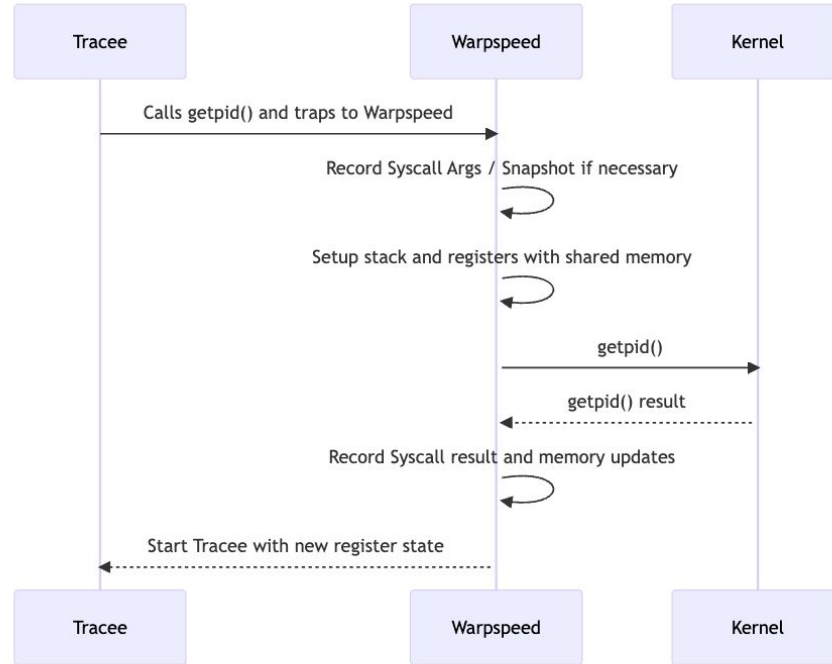 Tracee Warpspeed Kernel
Calls getpid() and traps to Warpspeed
Record Syscall Args / Snapshot if necessary
Setup stack and registers with shared memory
getpid()
getpid() result
Record Syscall result and memory updates
Start Tracee with new register state
Tracee Warpspeed Kernel